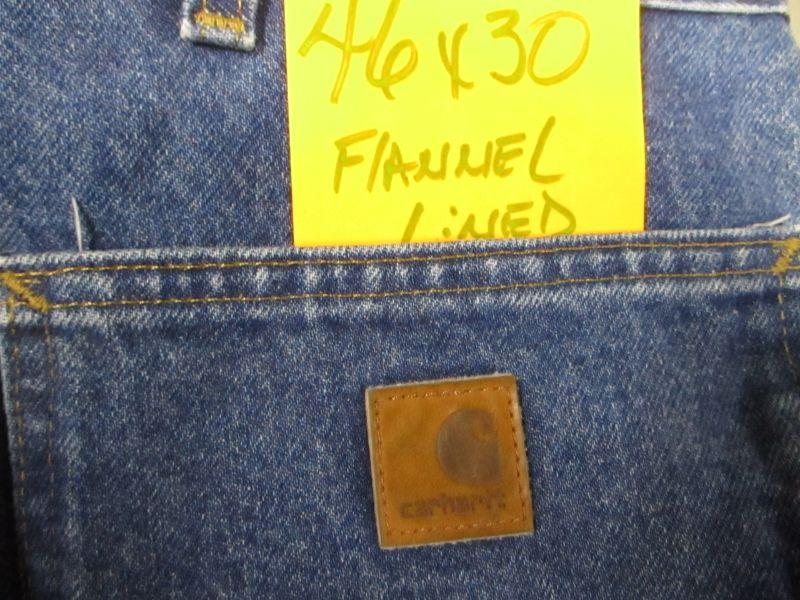 46 x 30
FLANNEL
LiNED
carhartt